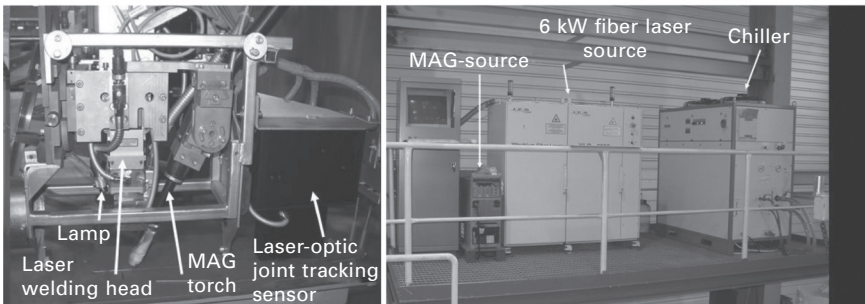 Lamp
Laser
welding head
MAG
torch
Laser-optic
joint tracking
sensor
6 kW fiber laser
source
MAG-source
Chiller